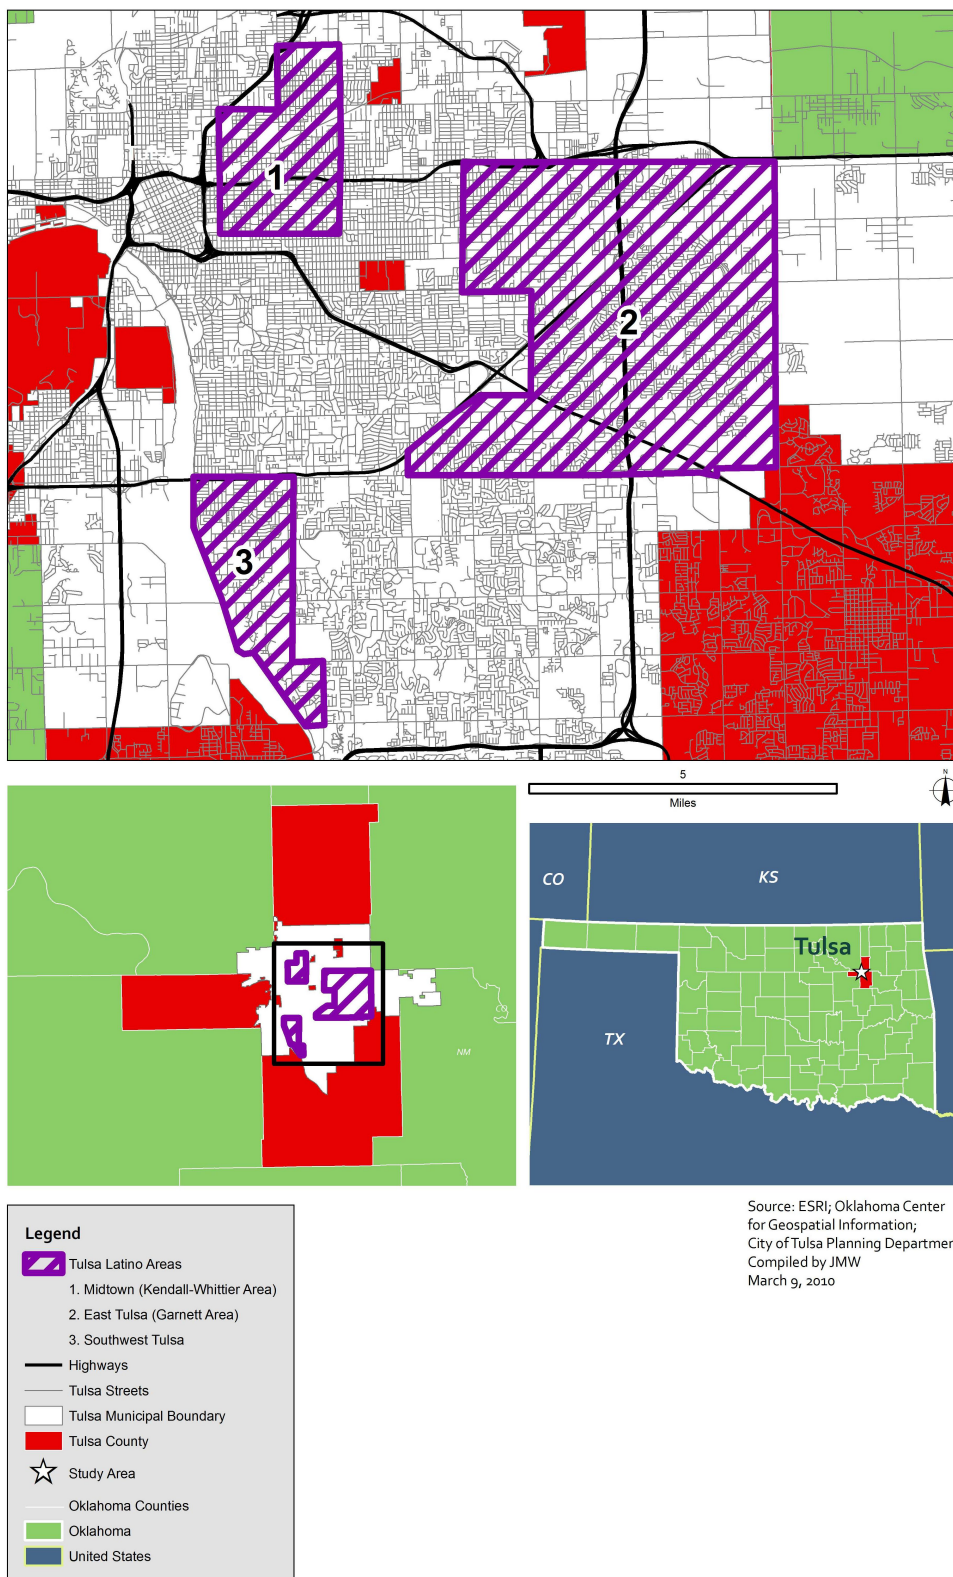 1
2
3
5
Miles
N
CO
NM
CO
KS
Tulsa
TX
Source: ESRI; Oklahoma Center
for Geospatial Information;
City of Tulsa Planning Departmen
Compiled by JMW
March 9, 2010
Legend
Tulsa Latino Areas
1. Midtown (Kendall-Whittier Area)
2. East Tulsa (Garnett Area)
3. Southwest Tulsa
Highways
Tulsa Streets
Tulsa Municipal Boundary
Tulsa County
Study Area
Oklahoma Counties
Oklahoma
United States